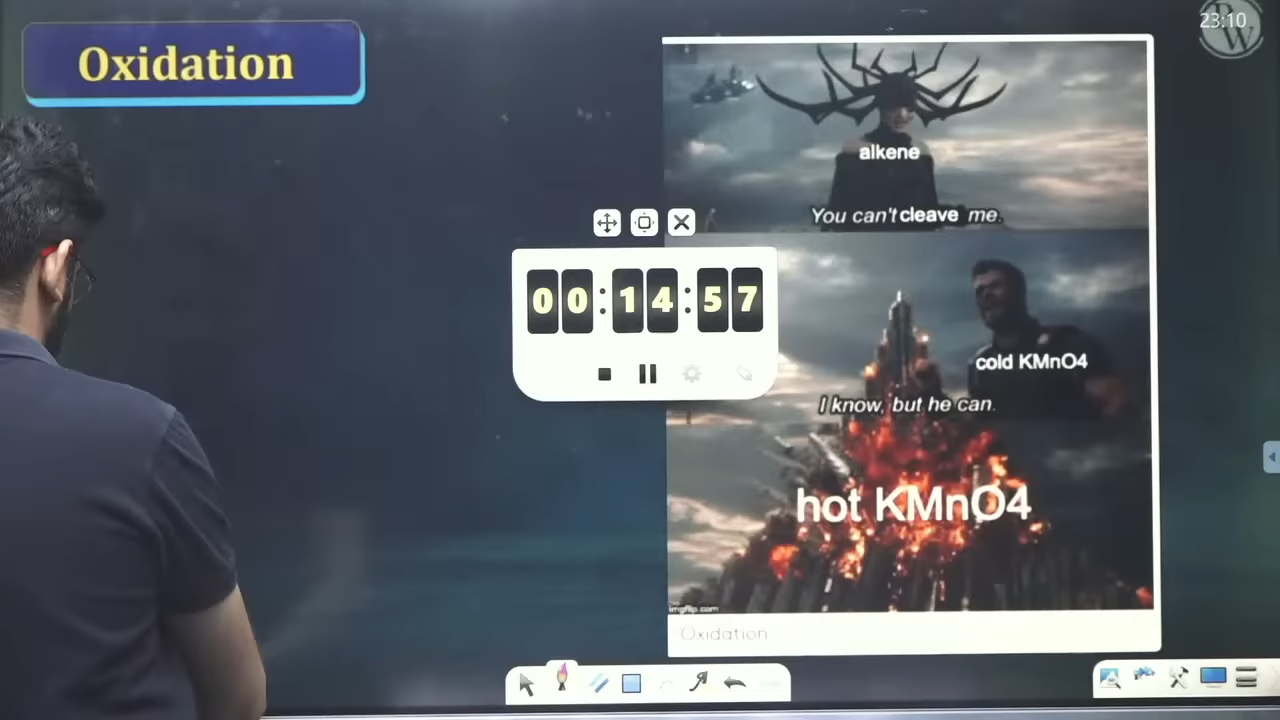 Oxidation
23:10
PW
alkene
You can't cleave me.
00:14:57
cold KMnO4
I know, but he can.
hot KMnO4
imgflip.com
Oxidation